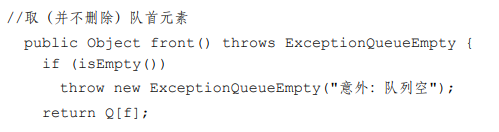 //取（并不删除）队首元素
public Object front() throws ExceptionQueueEmpty {
if (isEmpty())
throw new ExceptionQueueEmpty("意外：队列空");
return Q[f];